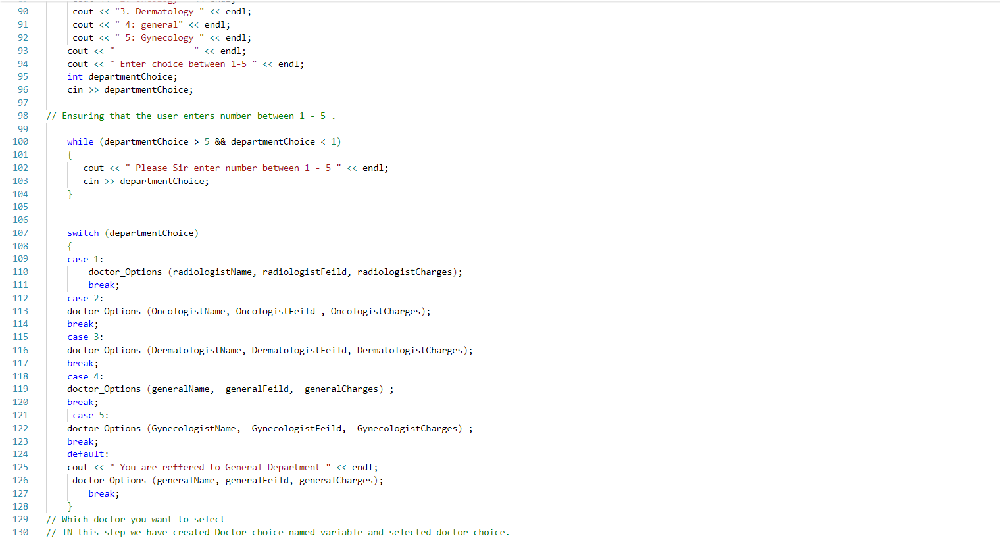 90 cout << "3. Dermatology " << endl;
91 cout << " 4: general" << endl;
92 cout << " 5: Gynecology " << endl;
93 cout << "               " << endl;
94 cout << " Enter choice between 1-5 " << endl;
95 int departmentChoice;
96 cin >> departmentChoice;
97
98 // Ensuring that the user enters number between 1 - 5 .
99
100 while (departmentChoice > 5 && departmentChoice < 1)
101 {
102 cout << " Please Sir enter number between 1 - 5 " << endl;
103 cin >> departmentChoice;
104 }
105
106
107 switch (departmentChoice)
108 {
109 case 1:
110 doctor_Options (radiologistName, radiologistFeild, radiologistCharges);
111 break;
112 case 2:
113 doctor_Options (OncologistName, OncologistFeild , OncologistCharges);
114 break;
115 case 3:
116 doctor_Options (DermatologistName, DermatologistFeild, DermatologistCharges);
117 break;
118 case 4:
119 doctor_Options (generalName,  generalFeild,  generalCharges) ;
120 break;
121 case 5:
122 doctor_Options (GynecologistName,  GynecologistFeild,  GynecologistCharges) ;
123 break;
124 default:
125 cout << " You are reffered to General Department " << endl;
126 doctor_Options (generalName, generalFeild, generalCharges);
127 break;
128 }
129 // Which doctor you want to select
130 // IN this step we have created Doctor_choice named variable and selected_doctor_choice.